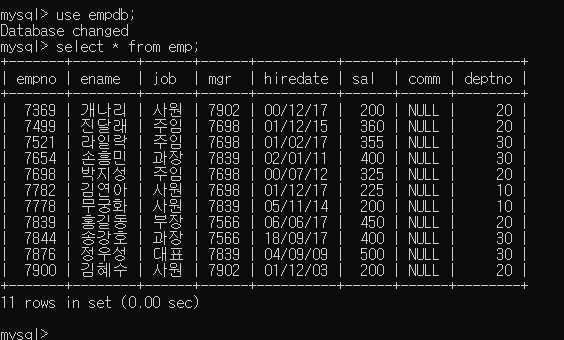 mysql> use empdb;
Database changed
mysql> select * from emp;
+-------+--------+------+------+----------+------+------+--------+
| empno | ename | job | mgr | hiredate | sal | comm | deptno |
+-------+--------+------+------+----------+------+------+--------+
| 7369 | 개나리 | 사원 | 7902 | 00/12/17 | 200 | NULL | 20 |
| 7499 | 진달래 | 주임 | 7698 | 01/12/15 | 360 | NULL | 20 |
| 7521 | 라일락 | 주임 | 7698 | 01/02/17 | 355 | NULL | 30 |
| 7654 | 손흥민 | 과장 | 7839 | 02/01/11 | 400 | NULL | 30 |
| 7698 | 박지성 | 주임 | 7698 | 00/07/12 | 325 | NULL | 20 |
| 7782 | 김연아 | 사원 | 7698 | 01/12/17 | 225 | NULL | 10 |
| 7778 | 무궁화 | 사원 | 7839 | 05/11/14 | 200 | NULL | 10 |
| 7839 | 홍길동 | 부장 | 7566 | 06/06/17 | 450 | NULL | 20 |
| 7844 | 송강호 | 과장 | 7566 | 18/09/17 | 400 | NULL | 30 |
| 7876 | 정우성 | 대표 | 7839 | 04/09/09 | 500 | NULL | 30 |
| 7900 | 김혜수 | 사원 | 7902 | 01/12/03 | 200 | NULL | 20 |
+-------+--------+------+------+----------+------+------+--------+
11 rows in set (0.00 sec)
mysql>